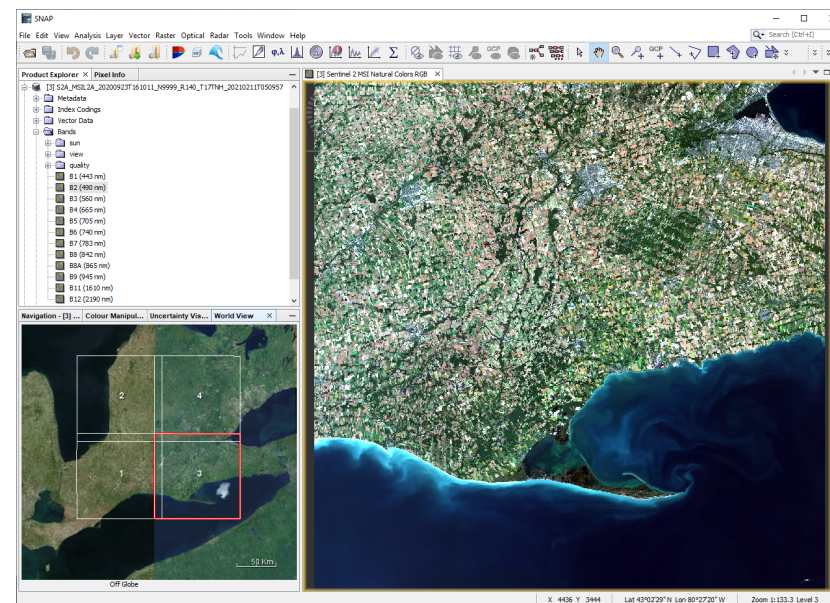 SNAP
File Edit View Analysis Layer Vector Raster Optical Radar Tools Window Help
Search (Ctrl+I)
φ,λ
Σ
GCP
GCP
Product Explorer × Pixel Info
[3] Sentinel 2 MSI Natural Colors RGB ×
[3] S2A_MSIL2A_20200923T161011_N9999_R140_T17TNH_20210211T050957
Metadata
Index Codings
Vector Data
Bands
sun
view
quality
B1 (443 nm)
B2 (490 nm)
B3 (560 nm)
B4 (665 nm)
B5 (705 nm)
B6 (740 nm)
B7 (783 nm)
B8 (842 nm)
B8A (865 nm)
B9 (945 nm)
B11 (1610 nm)
B12 (2190 nm)
Navigation - [3] ... Colour Manipul... Uncertainty Vis... World View ×
2
4
1
3
50 Km
Off Globe
X 4436 Y 3444 Lat 43°02'29" N Lon 80°27'20" W Zoom 1:133.3 Level 3